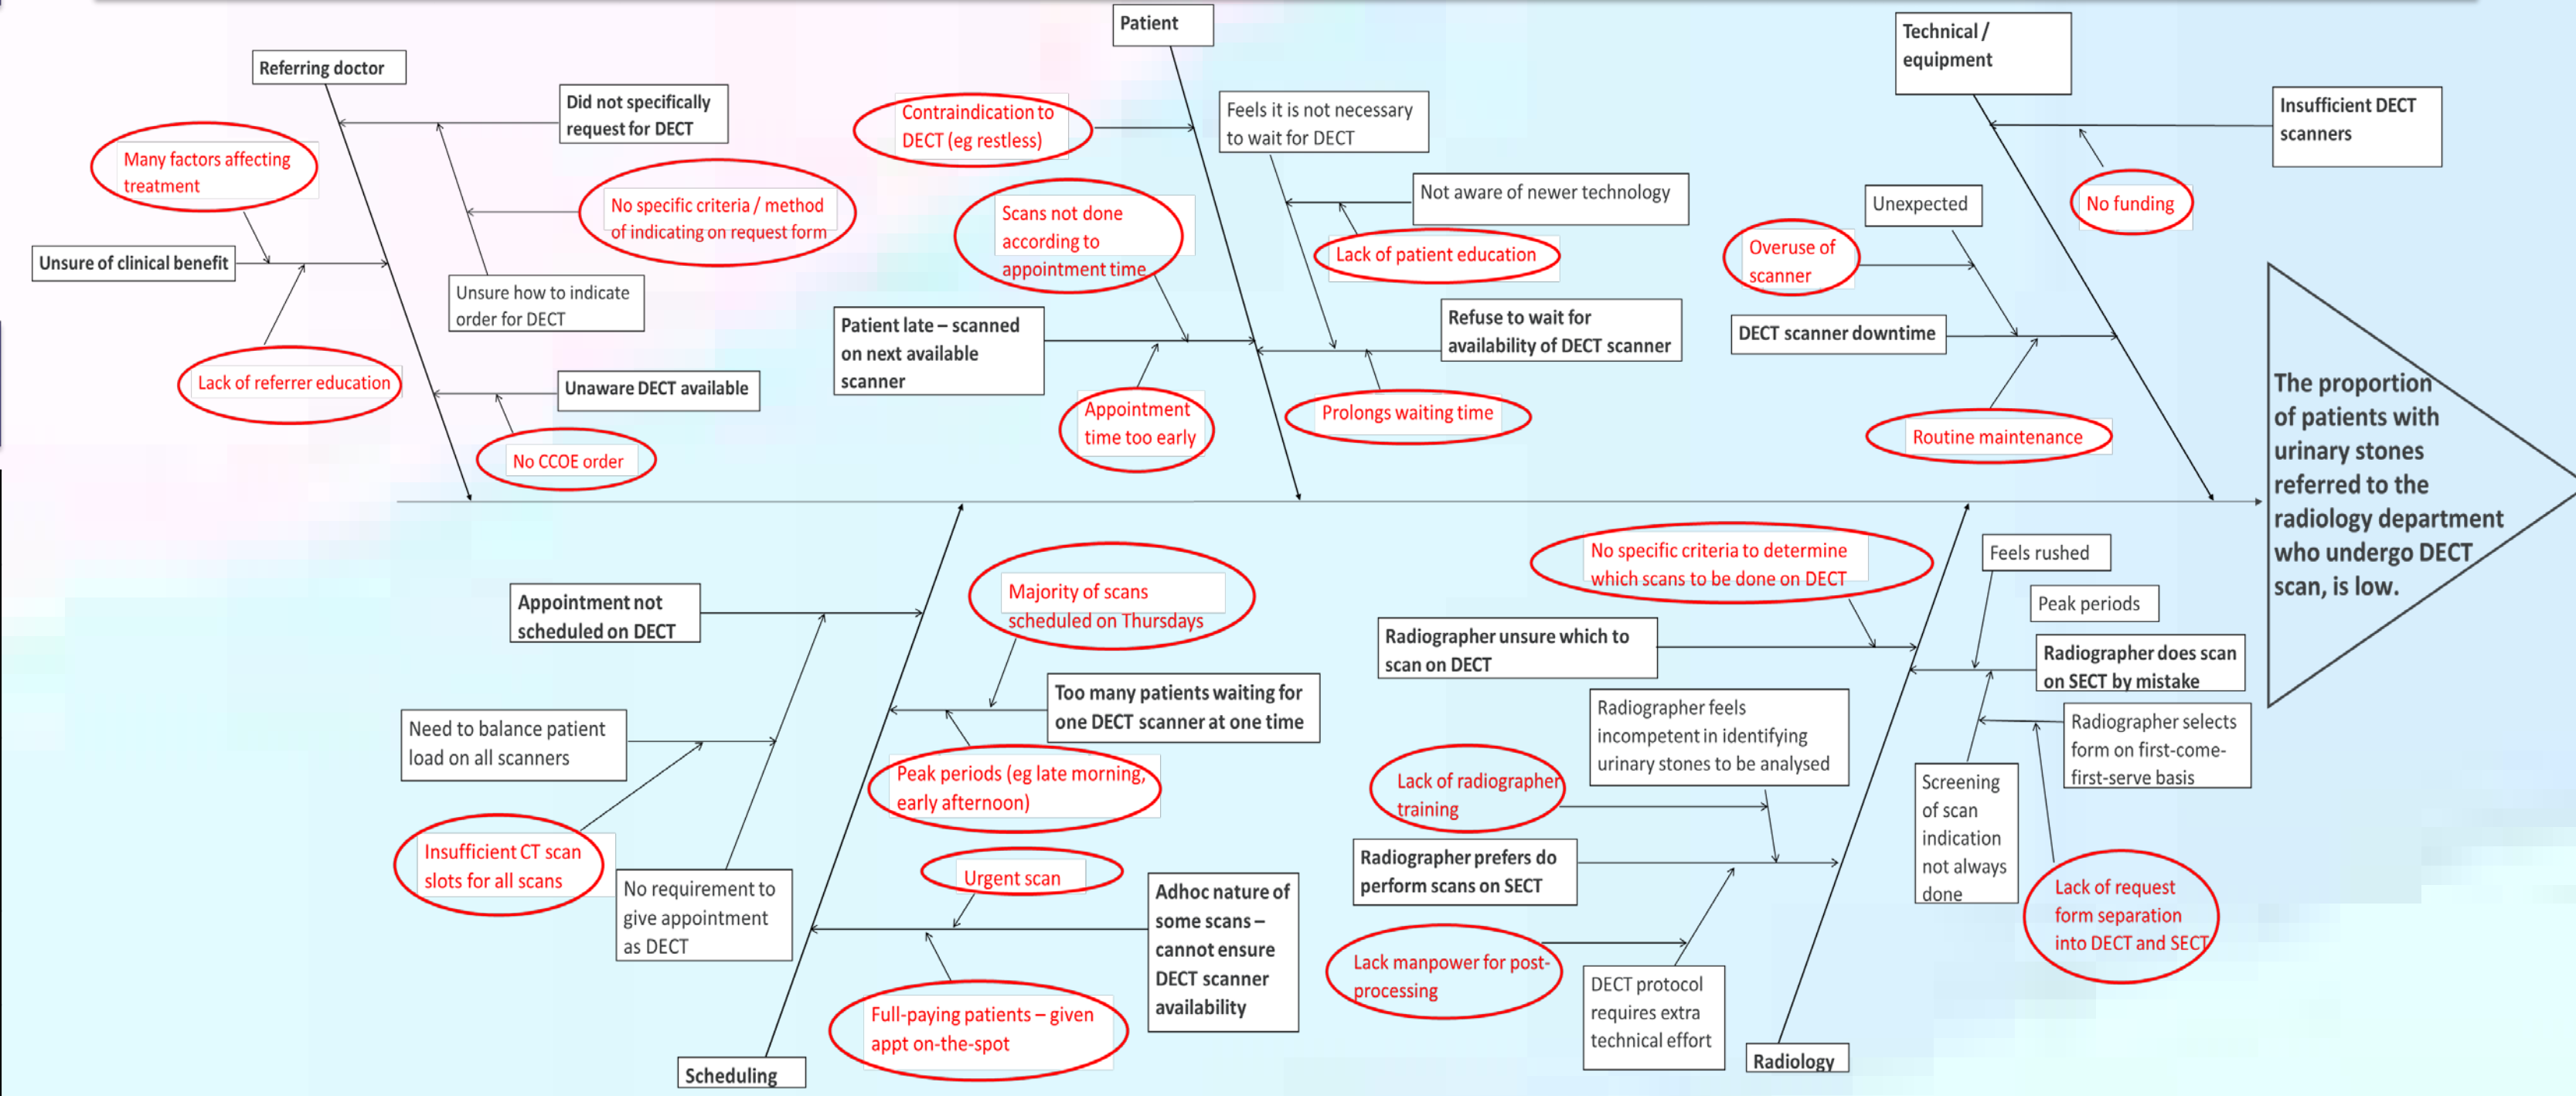 Patient
Technical /
equipment
Referring doctor
Did not specifically
request for DECT
Contraindication to
DECT (eg restless)
Feels it is not necessary
to wait for DECT
Insufficient DECT
scanners
Many factors affecting
treatment
No specific criteria / method
of indicating on request form
Scans not done
according to
appointment time
Not aware of newer technology
Unexpected
No funding
Lack of patient education
Overuse of
scanner
Unsure of clinical benefit
Unsure how to indicate
order for DECT
Patient late – scanned
on next available
scanner
Refuse to wait for
availability of DECT scanner
DECT scanner downtime
Lack of referrer education
Unaware DECT available
Appointment
time too early
Prolongs waiting time
Routine maintenance
No CCOE order
The proportion
of patients with
urinary stones
referred to the
radiology department
who undergo DECT
scan, is low.
Appointment not
scheduled on DECT
Majority of scans
scheduled on Thursdays
No specific criteria to determine
which scans to be done on DECT
Feels rushed
Peak periods
Radiographer unsure which to
scan on DECT
Radiographer does scan
on SECT by mistake
Too many patients waiting for
one DECT scanner at one time
Need to balance patient
load on all scanners
Radiographer feels
incompetent in identifying
urinary stones to be analysed
Radiographer selects
form on first-come-
first-serve basis
Peak periods (eg late morning,
early afternoon)
Lack of radiographer
training
Screening
of scan
indication
not always
done
Insufficient CT scan
slots for all scans
Urgent scan
Radiographer prefers do
perform scans on SECT
No requirement to
give appointment
as DECT
Adhoc nature of
some scans –
cannot ensure
DECT scanner
availability
Lack of request
form separation
into DECT and SECT
Lack manpower for post-
processing
DECT protocol
requires extra
technical effort
Full-paying patients – given
appt on-the-spot
Scheduling
Radiology